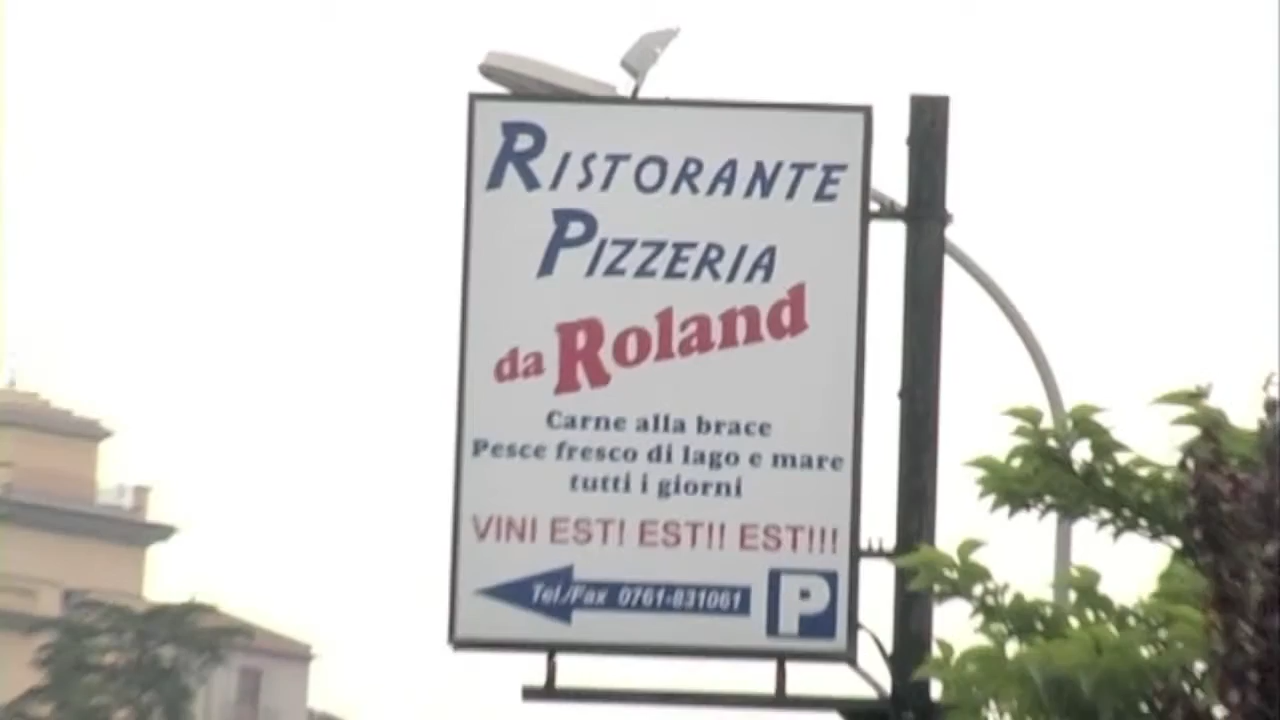 RISTORANTE
PIZZERIA
da Roland
Carne alla brace
Pesce fresco di lago e mare
tutti i giorni
VINI EST! EST!! EST!!!
Tel./Fax 0761-831061 P